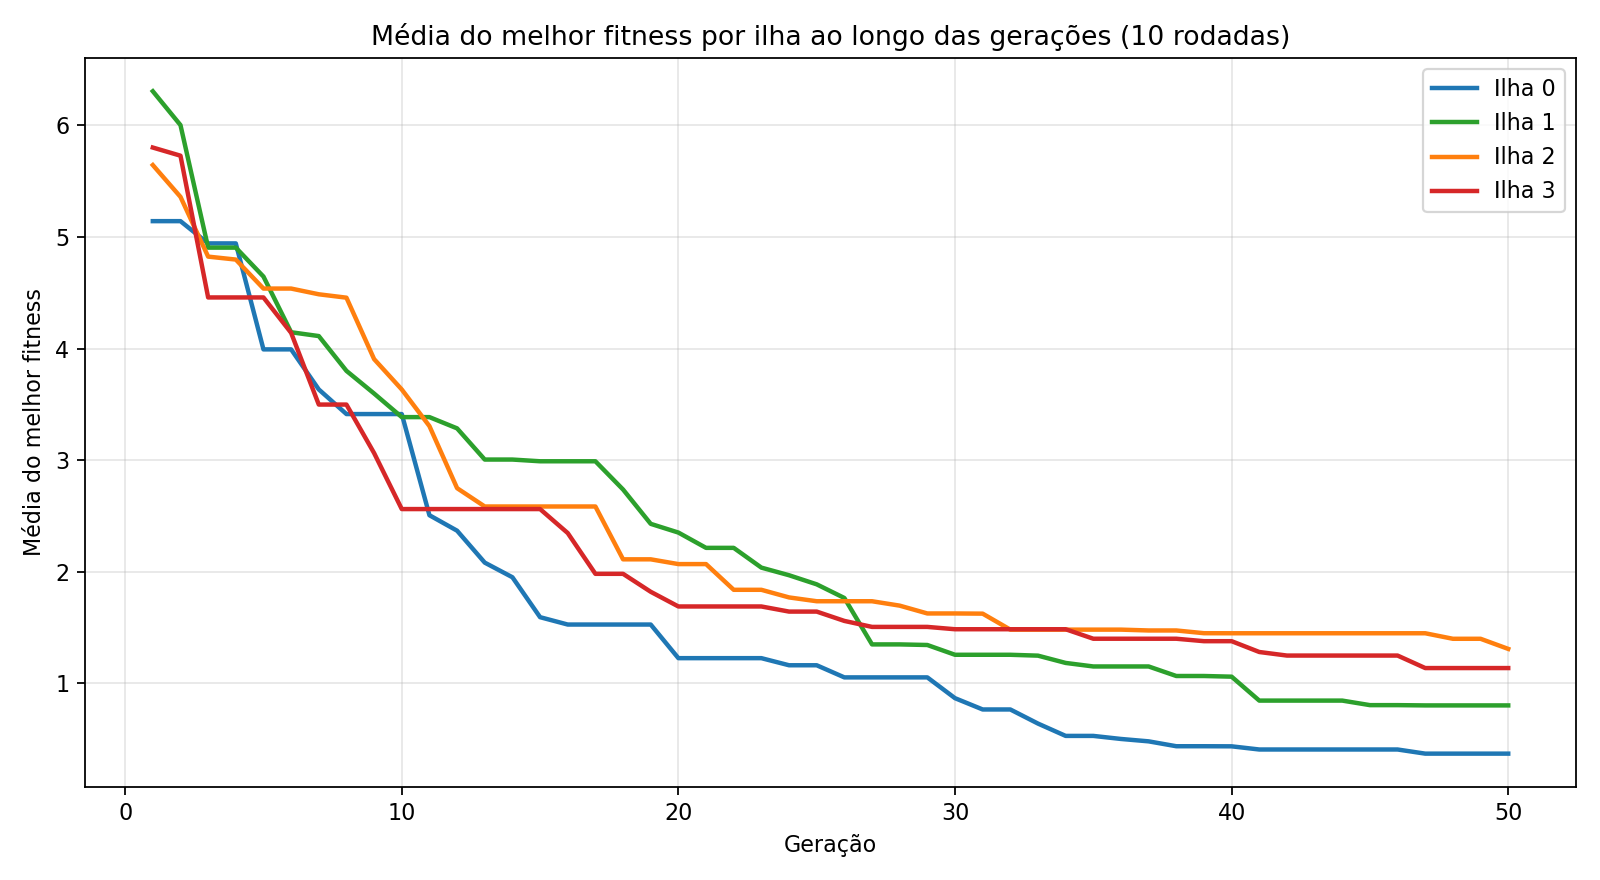 Média do melhor fitness por ilha ao longo das gerações (10 rodadas)
Ilha 0
Ilha 1
Ilha 2
Ilha 3
Média do melhor fitness
6
5
4
3
2
1
0 10 20 30 40 50
Geração